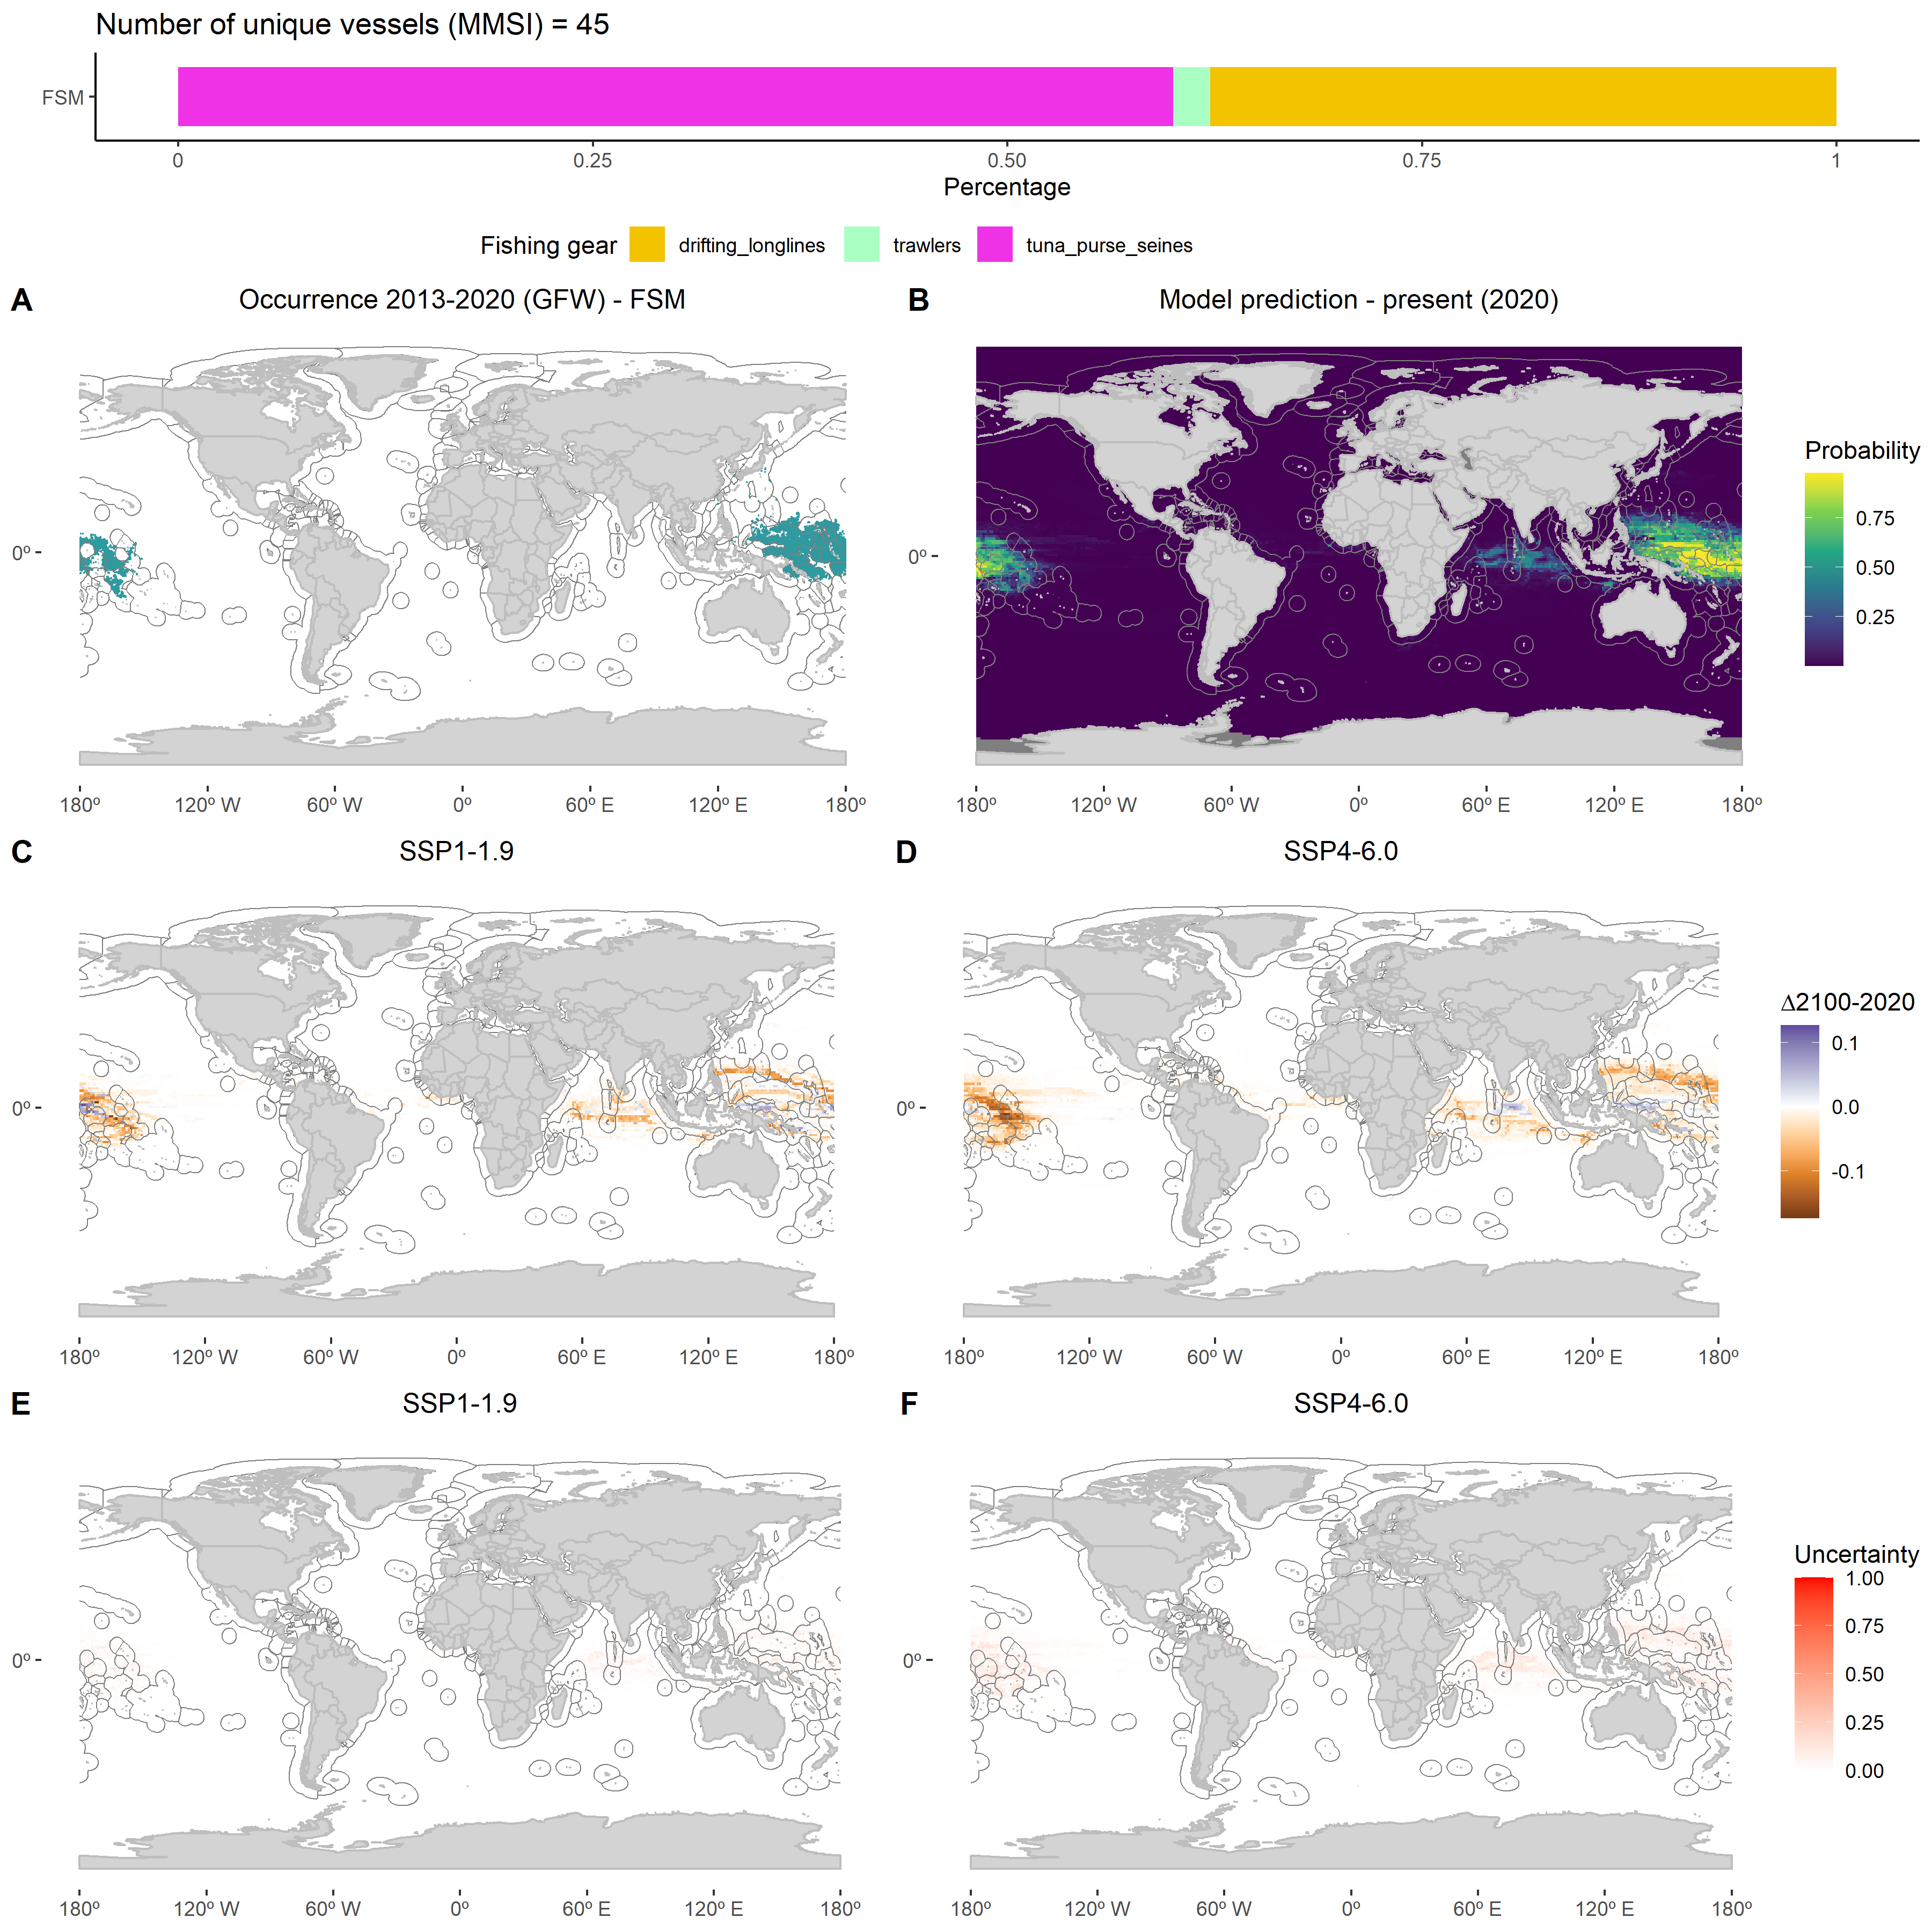 Number of unique vessels (MMSI) = 45
FSM
0 0.25 0.50 0.75 1
Percentage
Fishing gear drifting_longlines trawlers tuna_purse_seines
A Occurrence 2013-2020 (GFW) - FSM
0º
180º 120º W 60º W 0º 60º E 120º E 180º
B Model prediction - present (2020)
0º
180º 120º W 60º W 0º 60º E 120º E 180º
Probability
0.75
0.50
0.25
C SSP1-1.9
0º
180º 120º W 60º W 0º 60º E 120º E 180º
D SSP4-6.0
0º
180º 120º W 60º W 0º 60º E 120º E 180º
Δ2100-2020
0.1
0.0
-0.1
E SSP1-1.9
0º
180º 120º W 60º W 0º 60º E 120º E 180º
F SSP4-6.0
0º
180º 120º W 60º W 0º 60º E 120º E 180º
Uncertainty
1.00
0.75
0.50
0.25
0.00